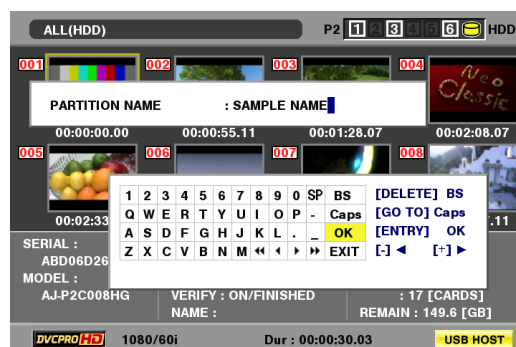 ALL(HDD) P2 1 2 3 4 5 6 HDD
001 002 003 004
Neo Classic
PARTITION NAME : SAMPLE NAME
00:00:00.00 00:00:55.11 00:01:28.07 00:02:08.07
005 006 007 008
1 2 3 4 5 6 7 8 9 0 SP BS [DELETE] BS
Q W E R T Y U I O P - Caps [GO TO] Caps
00:02:33 .11
A S D F G H J K L . _ OK [ENTRY] OK
Z X C V B N M ◂◂ ◂ ▸ ▸▸ EXIT [-] ◀ [+] ▶
SERIAL :
ABD06D26
MODEL :
AJ-P2C008HG VERIFY : ON/FINISHED : 17 [CARDS]
NAME : REMAIN : 149.6 [GB]
DVCPRO HD 1080/60i Dur : 00:00:30.03 USB HOST